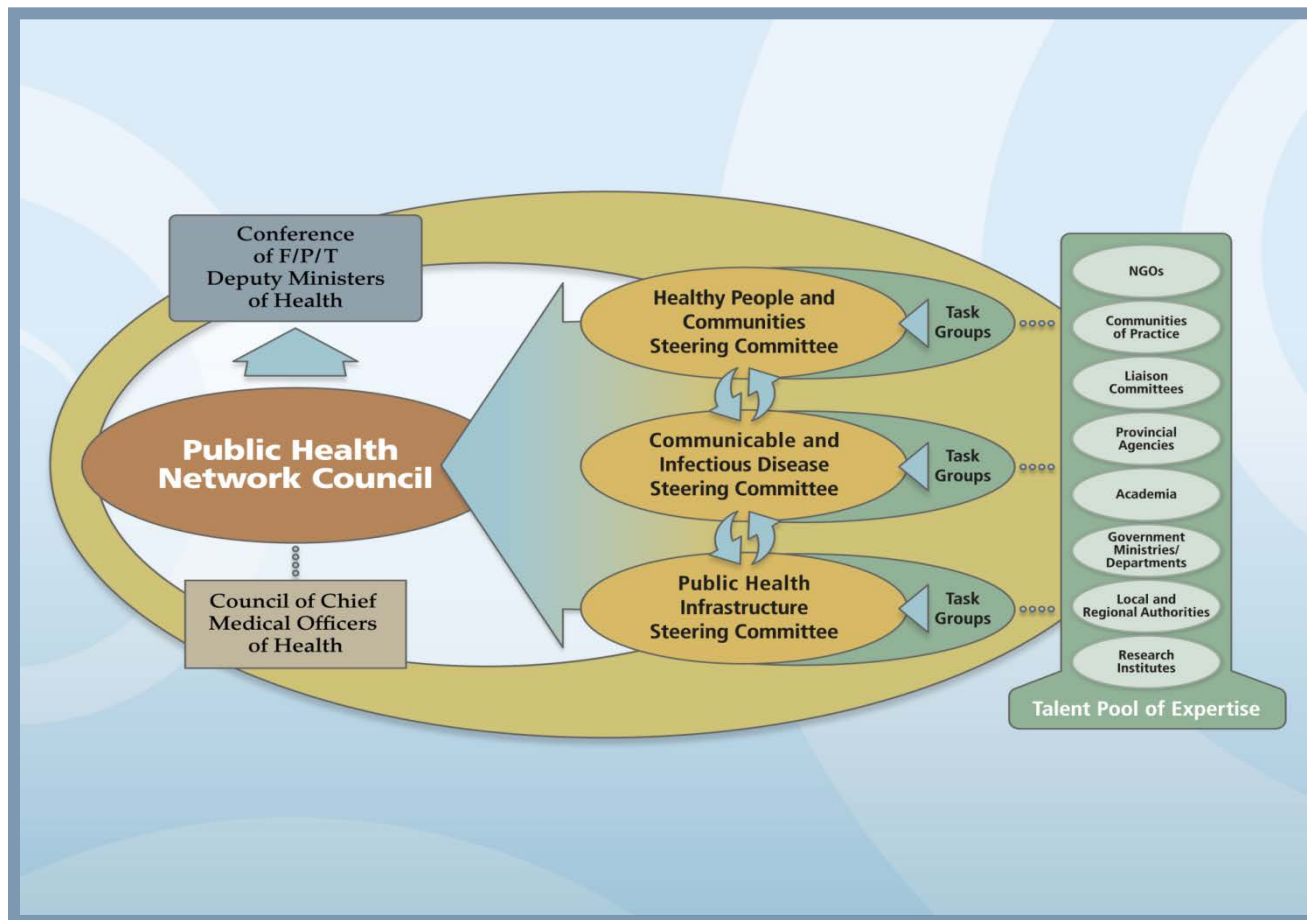 Conference
of F/P/T
Deputy Ministers
of Health
Public Health
Network Council
Council of Chief
Medical Officers
of Health
Healthy People and
Communities
Steering Committee
Task
Groups
Communicable and
Infectious Disease
Steering Committee
Task
Groups
Public Health
Infrastructure
Steering Committee
Task
Groups
NGOs
Communities
of Practice
Liaison
Committees
Provincial
Agencies
Academia
Government
Ministries/
Departments
Local and
Regional Authorities
Research
Institutes
Talent Pool of Expertise